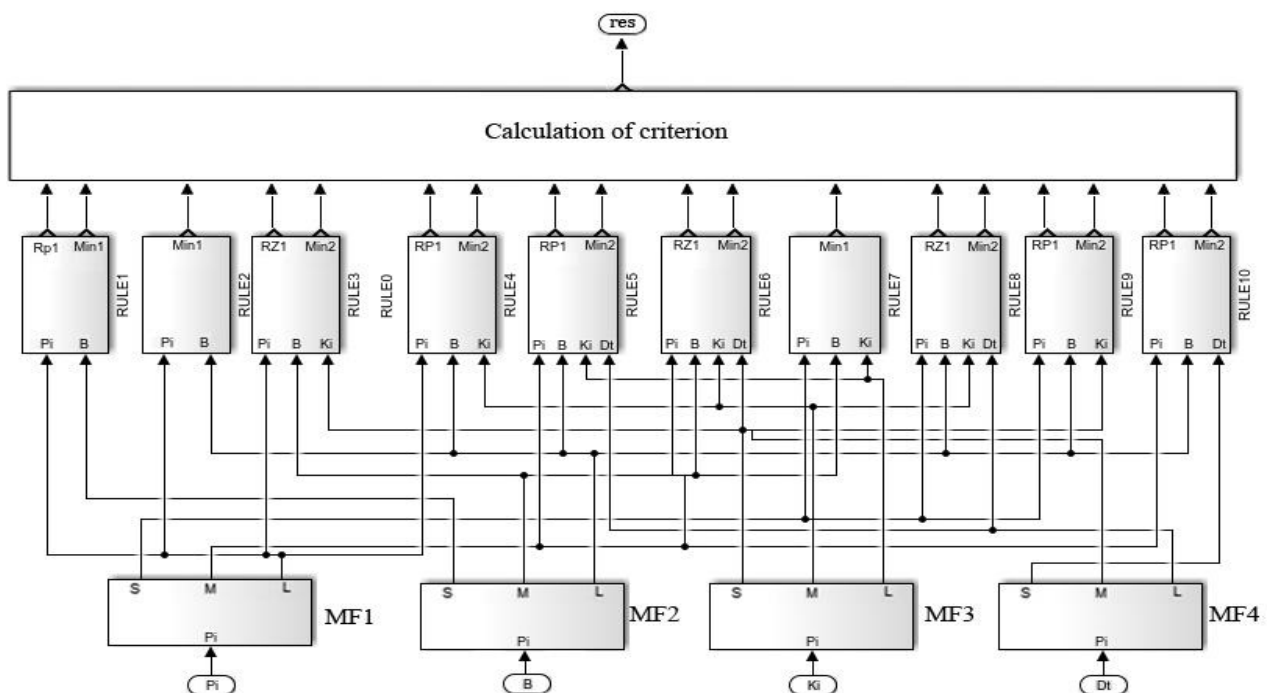 res
Calculation of criterion
Rp1 Min1
Min1
RZ1 Min2
RP1 Min2
RP1 Min2
RZ1 Min2
Min1
RZ1 Min2
RP1 Min2
RP1 Min2
RULE1
RULE2
RULE3
RULE0
RULE4
RULE5
RULE6
RULE7
RULE8
RULE9
RULE10
Pi B
Pi B
Pi B Ki
Pi B Ki
Pi B Ki Dt
Pi B Ki Dt
Pi B Ki
Pi B Ki Dt
Pi B Ki
Pi B Dt
S M L
MF1
Pi
S M L
MF2
Pi
S M L
MF3
Pi
S M L
MF4
Pi
Pi
B
Ki
Dt